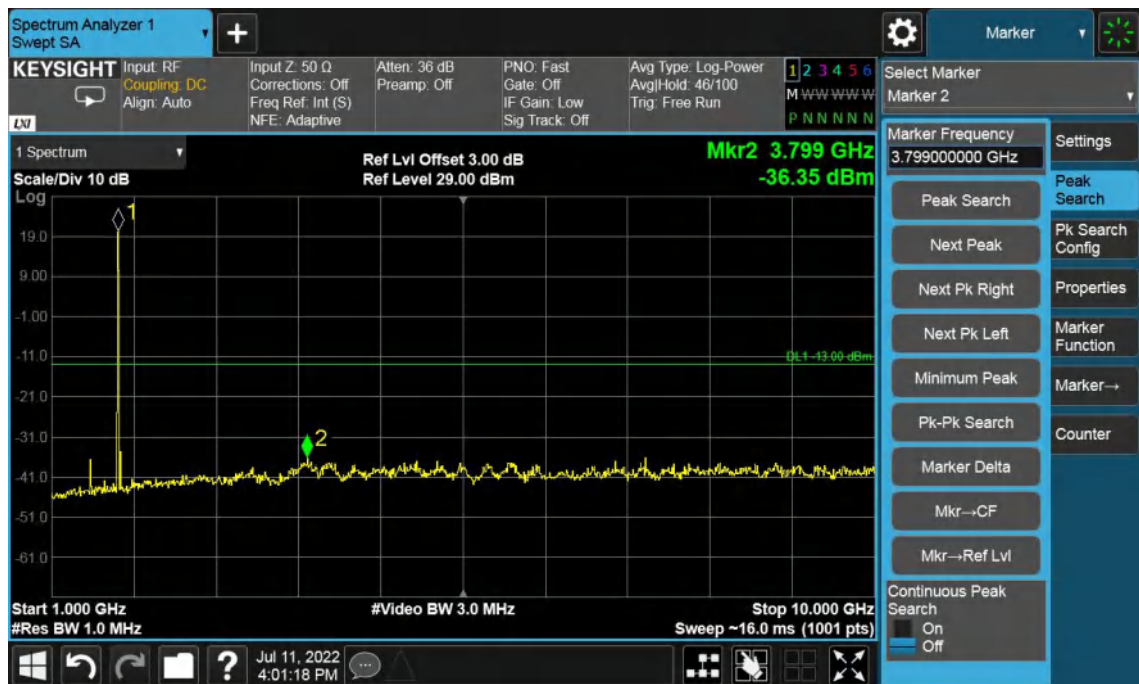 Spectrum Analyzer 1
Swept SA
Marker
KEYSIGHT
Input: RF
Coupling: DC
Align: Auto
Input Z: 50 Ω
Corrections: Off
Freq Ref: Int (S)
NFE: Adaptive
Atten: 36 dB
Preamp: Off
PNO: Fast
Gate: Off
IF Gain: Low
Sig Track: Off
Avg Type: Log-Power
Avg|Hold: 46/100
Trig: Free Run
1 2 3 4 5 6
M W W W W W
P N N N N N
LXI
Select Marker
Marker 2
1 Spectrum
Scale/Div 10 dB
Log
Ref Lvl Offset 3.00 dB
Ref Level 29.00 dBm
Mkr2 3.799 GHz
-36.35 dBm
1
19.0
9.00
-1.00
-11.0
DL1 -13.00 dBm
-21.0
-31.0
2
-41.0
-51.0
-61.0
Start 1.000 GHz
#Res BW 1.0 MHz
#Video BW 3.0 MHz
Stop 10.000 GHz
Sweep ~16.0 ms (1001 pts)
Marker Frequency
3.799000000 GHz
Peak Search
Next Peak
Next Pk Right
Next Pk Left
Minimum Peak
Pk-Pk Search
Marker Delta
Mkr→CF
Mkr→Ref Lvl
Continuous Peak
Search
On
Off
Settings
Peak
Search
Pk Search
Config
Properties
Marker
Function
Marker→
Counter
?
Jul 11, 2022
4:01:18 PM